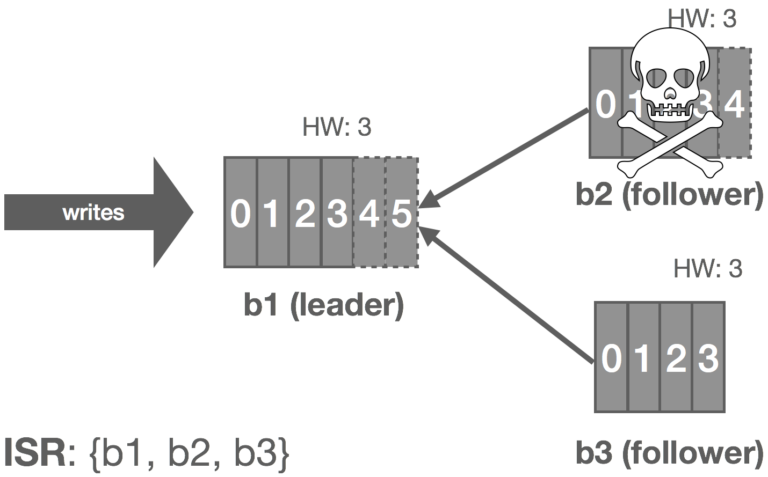 HW: 3
0 1 3 4
b2 (follower)
HW: 3
writes
0 1 2 3 4 5
b1 (leader)
HW: 3
0 1 2 3
b3 (follower)
ISR: {b1, b2, b3}